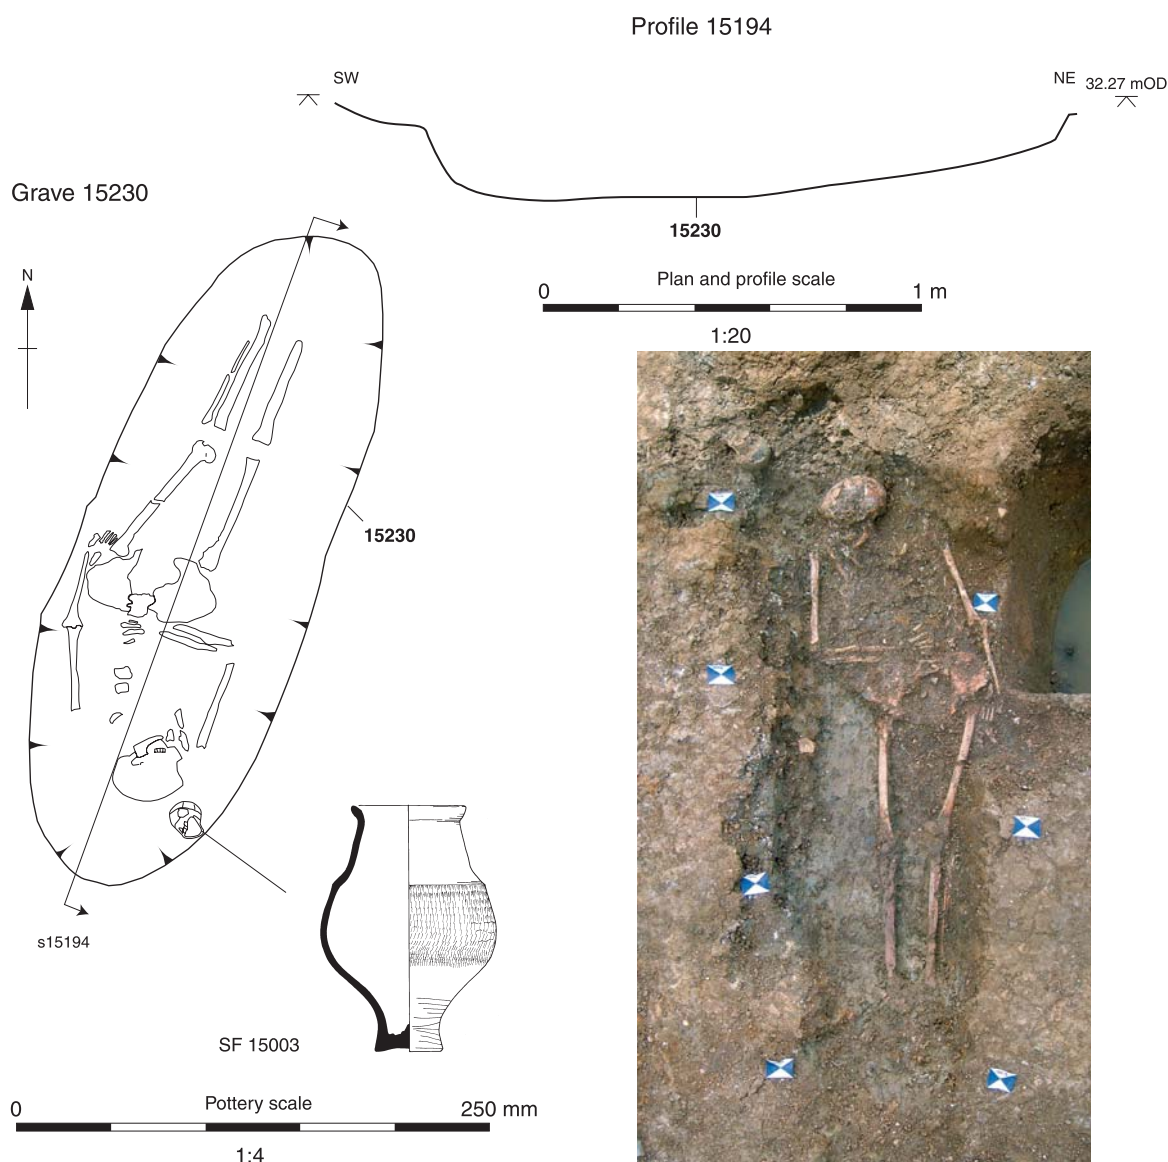 Profile 15194
SW
NE 32.27 mOD
Grave 15230
15230
N
Plan and profile scale
0 1 m
1:20
15230
s15194
SF 15003
Pottery scale
0 250 mm
1:4